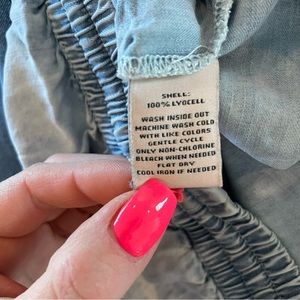 SHELL:
100% LYOCELL
WASH INSIDE OUT
MACHINE WASH COLD
WITH LIKE COLORS
GENTLE CYCLE
ONLY NON-CHLORINE
BLEACH WHEN NEEDED
FLAT DRY
COOL IRON IF NEEDED